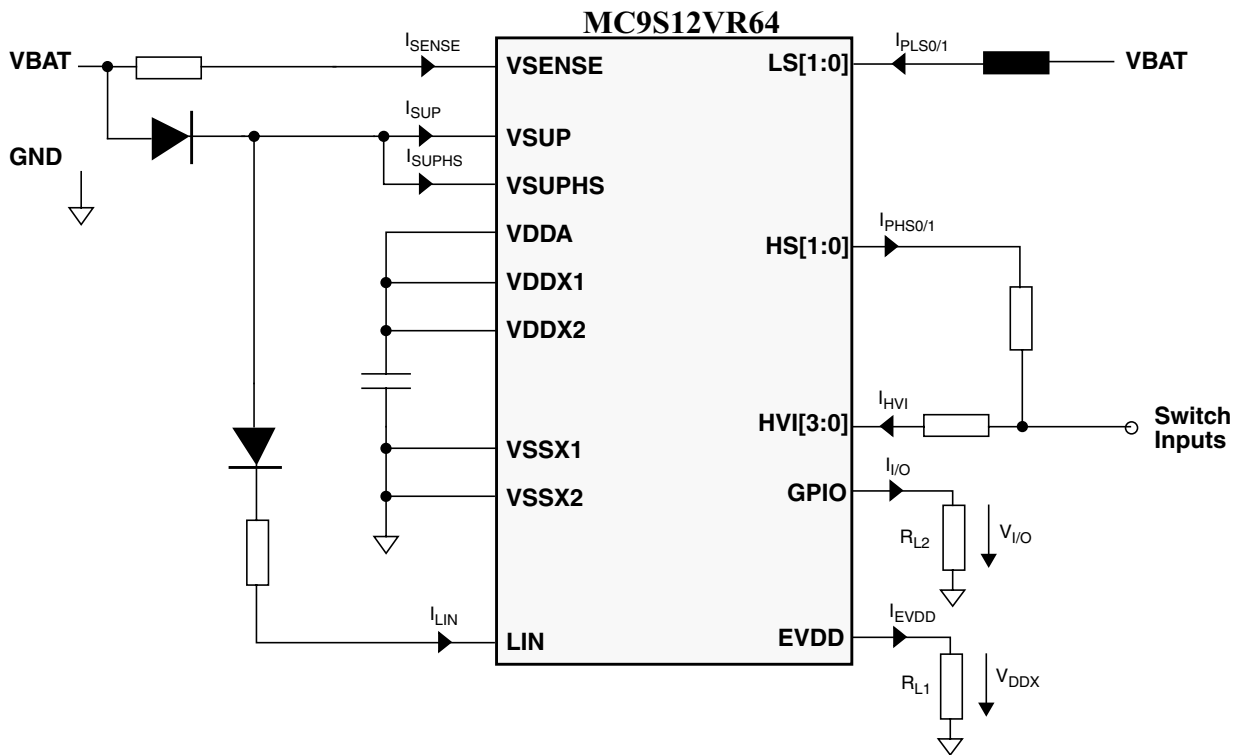 MC9S12VR64
VBAT
I_SENSE
VSENSE
LS[1:0]
I_PLS0/1
VBAT
I_SUP
VSUP
GND
I_SUPHS
VSUPHS
VDDA
HS[1:0]
I_PHS0/1
VDDX1
VDDX2
HVI[3:0]
I_HVI
Switch
Inputs
VSSX1
GPIO
I_I/O
VSSX2
R_L2
V_I/O
I_LIN
LIN
EVDD
I_EVDD
R_L1
V_DDX